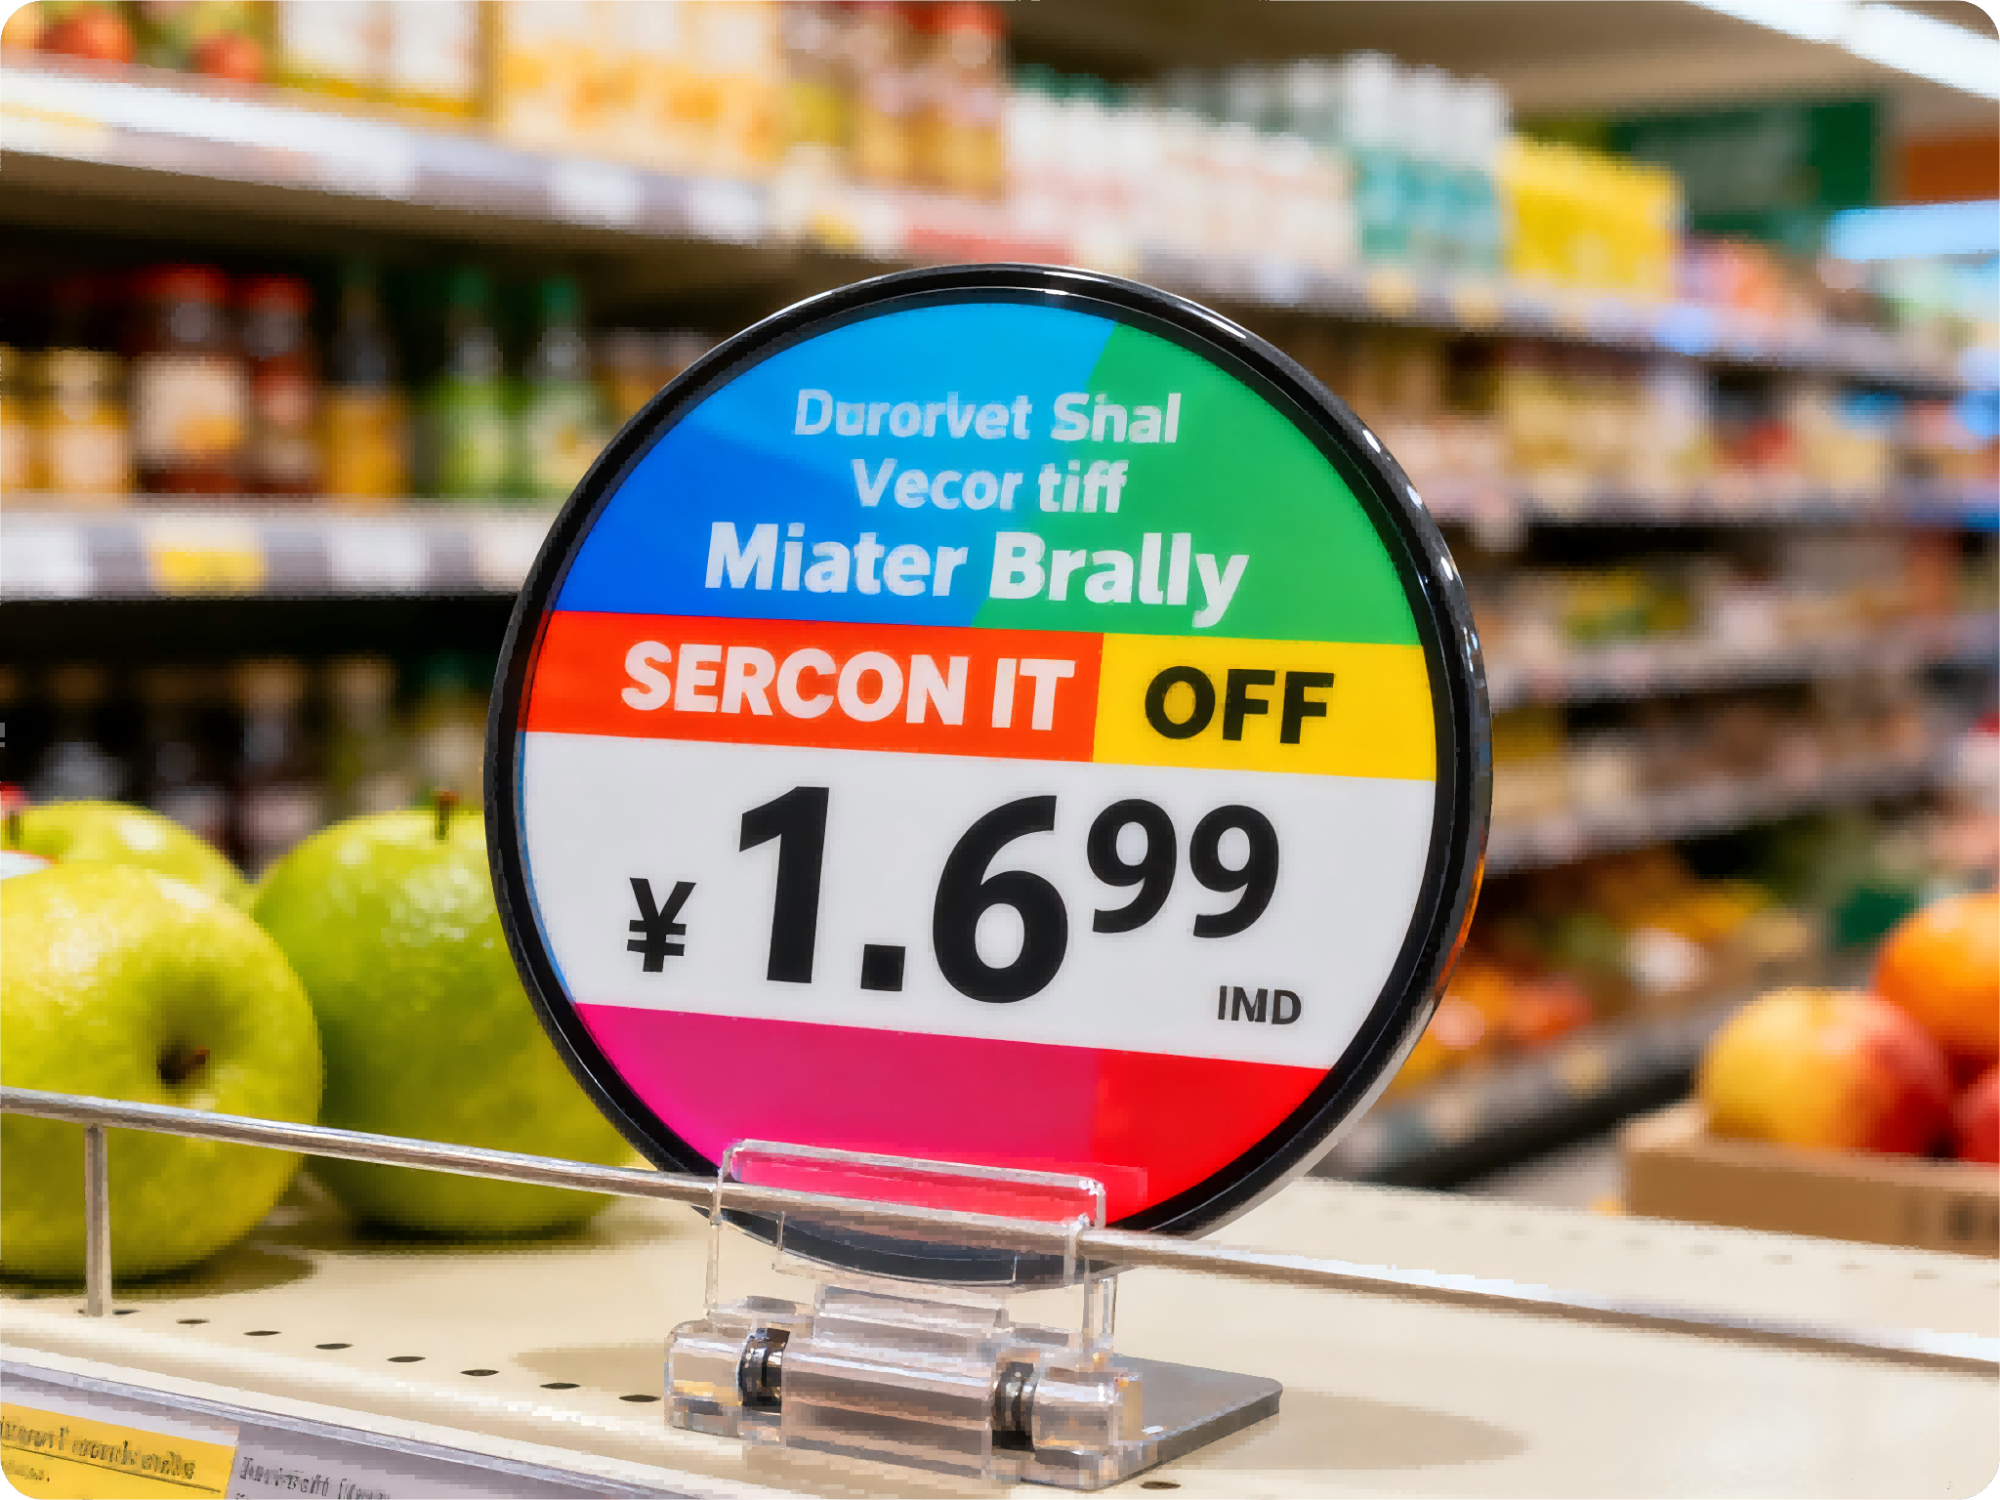 Durorvet Shal
Vecor tiff
Miater Brally
SERCON IT OFF
¥ 1.699
IMD